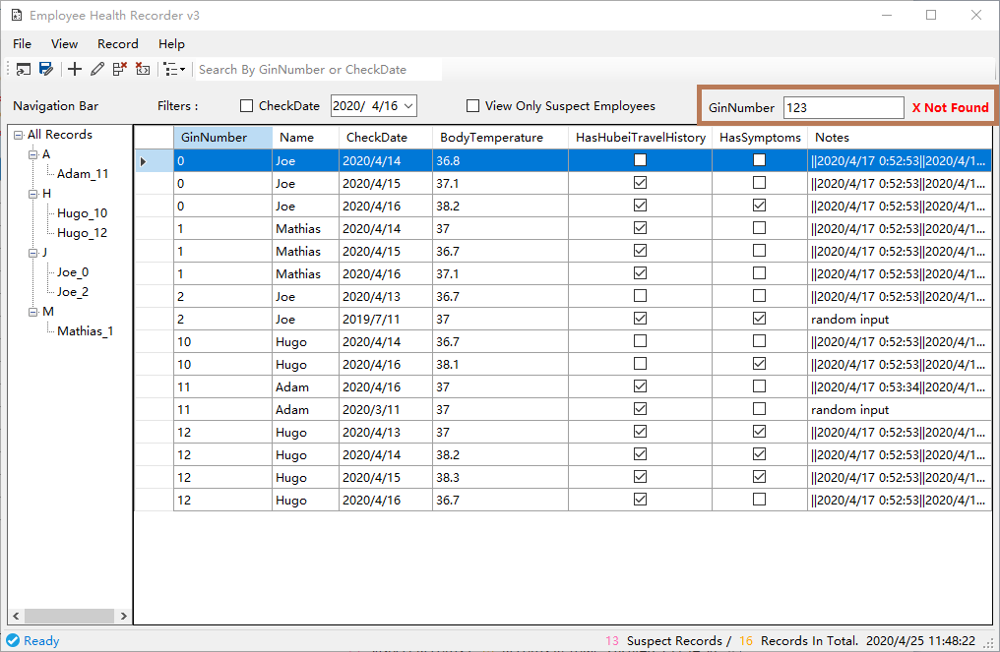 Employee Health Recorder v3
File View Record Help
Search By GinNumber or CheckDate
Navigation Bar Filters : CheckDate 2020/ 4/16 View Only Suspect Employees GinNumber 123 X Not Found
All Records
A
Adam_11
H
Hugo_10
Hugo_12
J
Joe_0
Joe_2
M
Mathias_1
GinNumber Name CheckDate BodyTemperature HasHubeiTravelHistory HasSymptoms Notes
0 Joe 2020/4/14 36.8 ||2020/4/17 0:52:53||2020/4/1...
0 Joe 2020/4/15 37.1 ||2020/4/17 0:52:53||2020/4/1...
0 Joe 2020/4/16 38.2 ||2020/4/17 0:52:53||2020/4/1...
1 Mathias 2020/4/14 37 ||2020/4/17 0:52:53||2020/4/1...
1 Mathias 2020/4/15 36.7 ||2020/4/17 0:52:53||2020/4/1...
1 Mathias 2020/4/16 37.1 ||2020/4/17 0:52:53||2020/4/1...
2 Joe 2020/4/13 36.7 ||2020/4/17 0:52:53||2020/4/1...
2 Joe 2019/7/11 37 random input
10 Hugo 2020/4/14 36.7 ||2020/4/17 0:52:53||2020/4/1...
10 Hugo 2020/4/16 38.1 ||2020/4/17 0:52:53||2020/4/1...
11 Adam 2020/4/16 37 ||2020/4/17 0:53:34||2020/4/1...
11 Adam 2020/3/11 37 random input
12 Hugo 2020/4/13 37 ||2020/4/17 0:52:53||2020/4/1...
12 Hugo 2020/4/14 38.2 ||2020/4/17 0:52:53||2020/4/1...
12 Hugo 2020/4/15 38.3 ||2020/4/17 0:52:53||2020/4/1...
12 Hugo 2020/4/16 36.7 ||2020/4/17 0:52:53||2020/4/1...
Ready 13 Suspect Records / 16 Records In Total. 2020/4/25 11:48:22